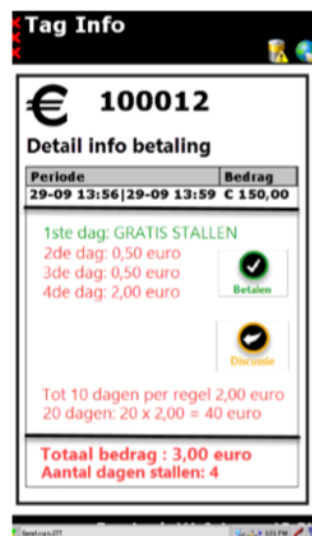 Tag Info
€ 100012
Detail info betaling
Periode Bedrag
29-09 13:56|29-09 13:59 € 150,00
1ste dag: GRATIS STALLEN
2de dag: 0,50 euro
3de dag: 0,50 euro
4de dag: 2,00 euro
Betalen
Discussie
Tot 10 dagen per regel 2,00 euro
20 dagen: 20 x 2,00 = 40 euro
Totaal bedrag : 3,00 euro
Aantal dagen stallen: 4